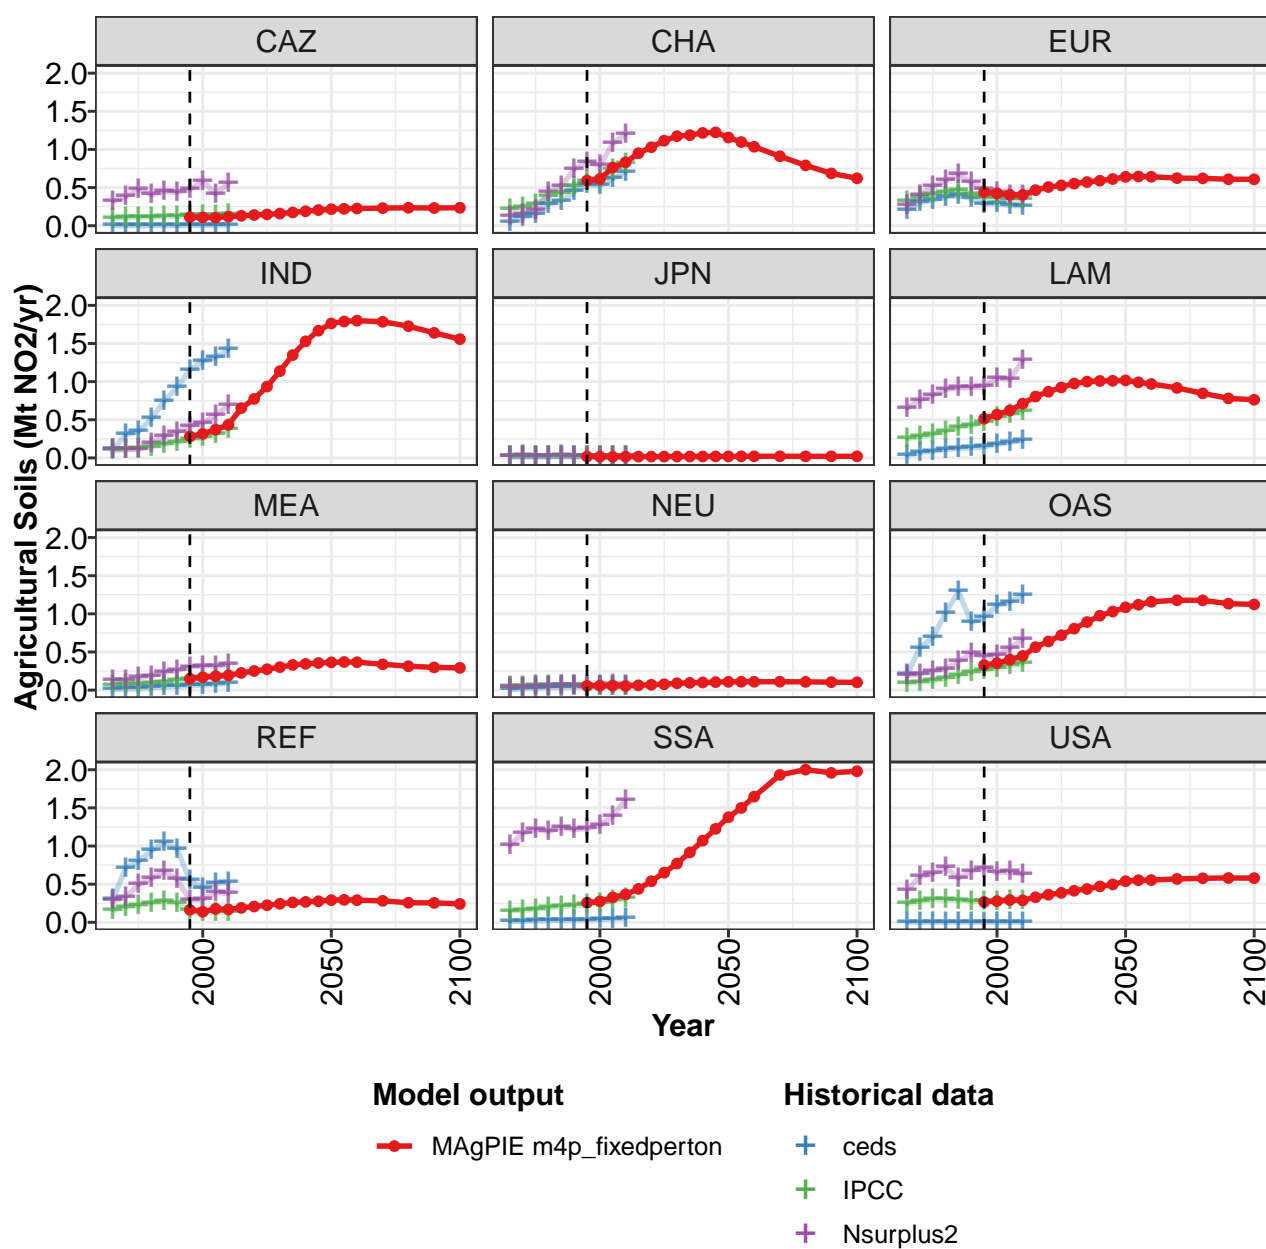 CAZ CHA EUR
2.0
1.5
1.0
0.5
0.0
IND JPN LAM
2.0
1.5
1.0
0.5
0.0
MEA NEU OAS
2.0
1.5
1.0
0.5
0.0
REF SSA USA
2.0
1.5
1.0
0.5
0.0
Agricultural Soils (Mt NO2/yr)
2000 2050 2100 2000 2050 2100 2000 2050 2100
Year
Model output Historical data
MAgPIE m4p_fixedperton ceds
IPCC
Nsurplus2